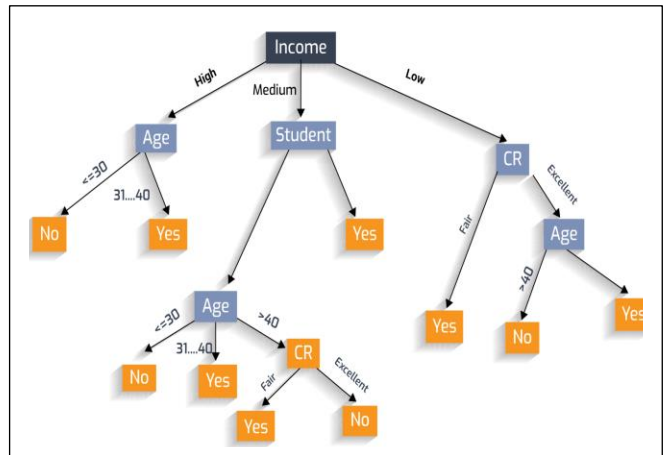 Income
High
Medium
Low
Age
Student
CR
<=30
31....40
Fair
Excellent
No
Yes
Yes
Age
Age
>40
<=30
31....40
>40
CR
Yes
No
Yes
No
Yes
Fair
Excellent
Yes
No